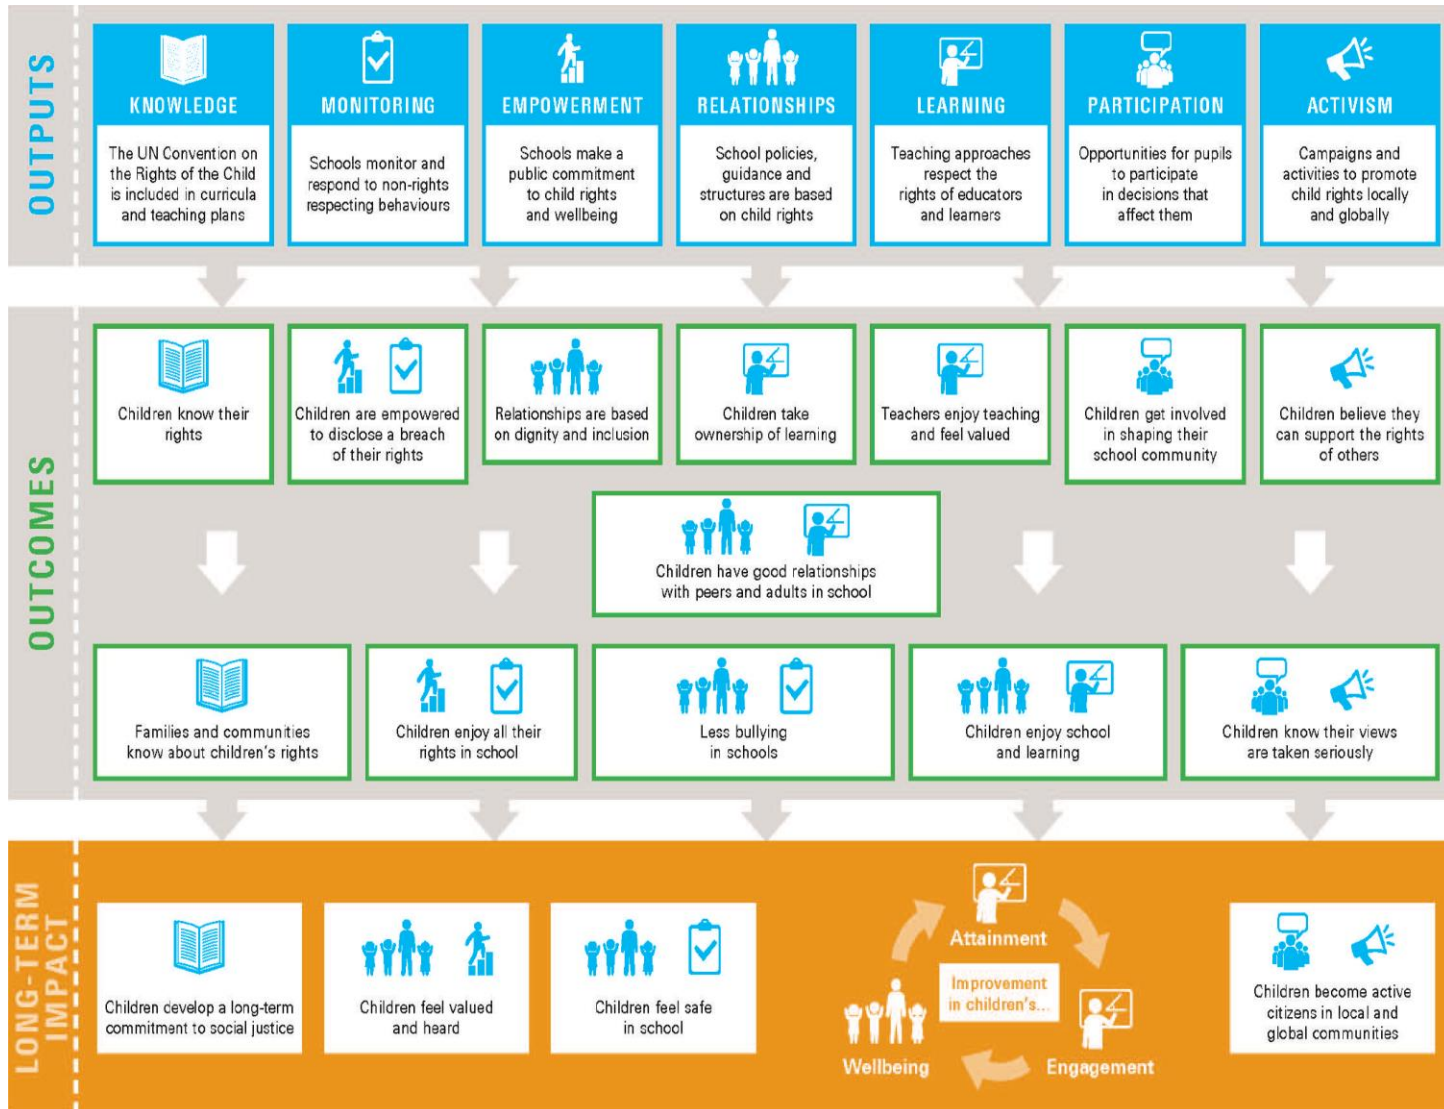 OUTPUTS
KNOWLEDGE
The UN Convention on
the Rights of the Child
is included in curricula
and teaching plans
MONITORING
Schools monitor and
respond to non-rights
respecting behaviours
EMPOWERMENT
Schools make a
public commitment
to child rights
and wellbeing
RELATIONSHIPS
School policies,
guidance and
structures are based
on child rights
LEARNING
Teaching approaches
respect the
rights of educators
and learners
PARTICIPATION
Opportunities for pupils
to participate
in decisions that
affect them
ACTIVISM
Campaigns and
activities to promote
child rights locally
and globally
OUTCOMES
Children know their
rights
Children are empowered
to disclose a breach
of their rights
Relationships are based
on dignity and inclusion
Children take
ownership of learning
Teachers enjoy teaching
and feel valued
Children get involved
in shaping their
school community
Children believe they
can support the rights
of others
Children have good relationships
with peers and adults in school
Families and communities
know about children's rights
Children enjoy all their
rights in school
Less bullying
in schools
Children enjoy school
and learning
Children know their views
are taken seriously
LONG-TERM
IMPACT
Children develop a long-term
commitment to social justice
Children feel valued
and heard
Children feel safe
in school
Attainment
Improvement
in children's...
Wellbeing
Engagement
Children become active
citizens in local and
global communities